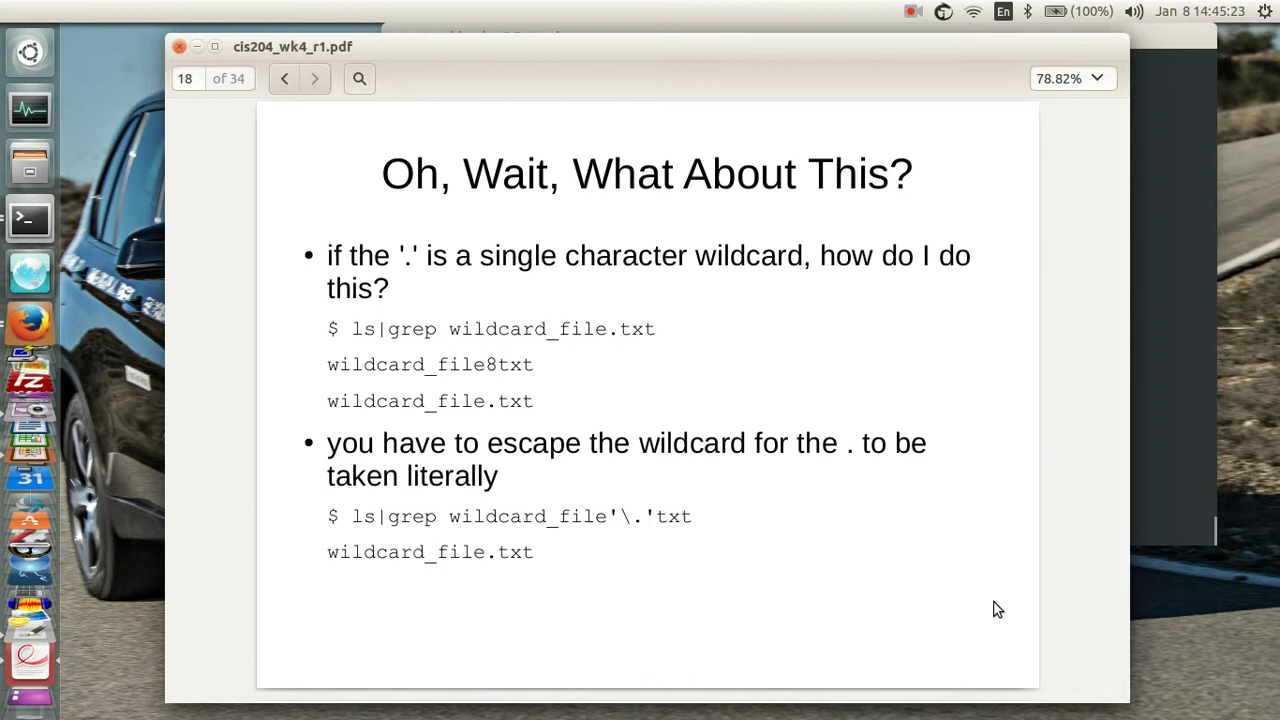 En
(100%)
Jan 8 14:45:23
cis204_wk4_r1.pdf
18 of 34
78.82%
Oh, Wait, What About This?
• if the '.' is a single character wildcard, how do I do
this?
$ ls|grep wildcard_file.txt
wildcard_file8txt
wildcard_file.txt
• you have to escape the wildcard for the . to be
taken literally
$ ls|grep wildcard_file'\.'txt
wildcard_file.txt
31